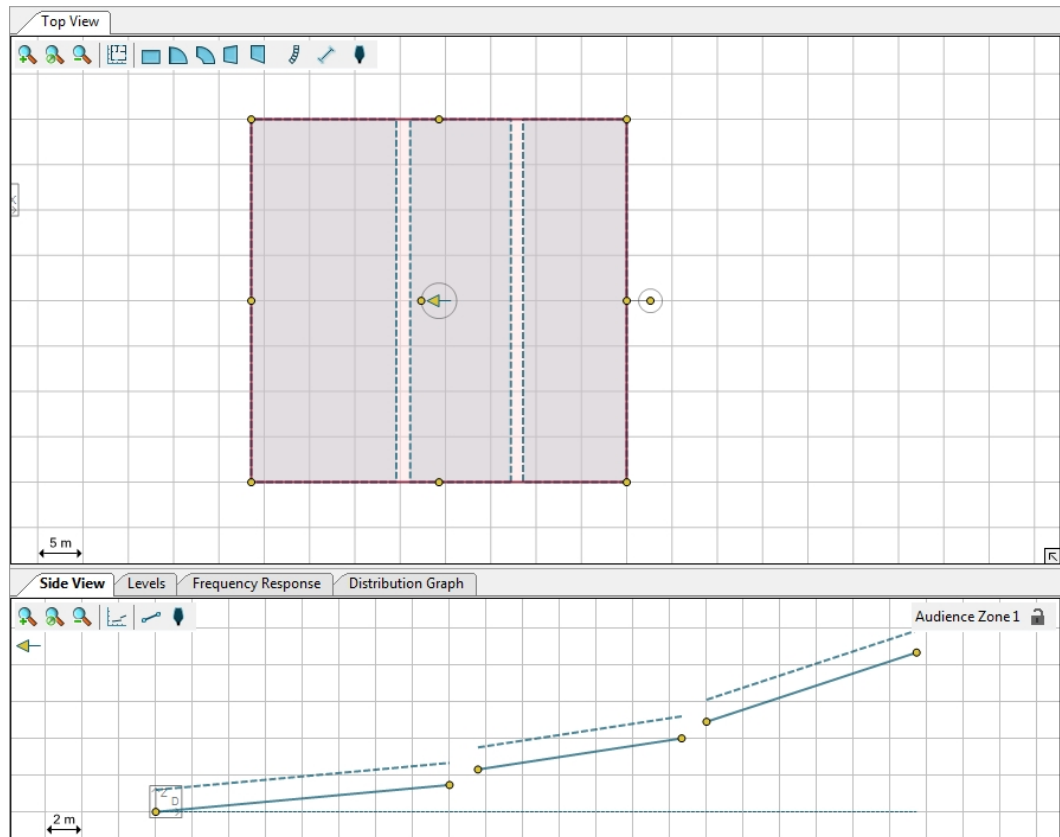 Top View
5 m
Side View Levels Frequency Response Distribution Graph
Audience Zone 1
Z
D
2 m